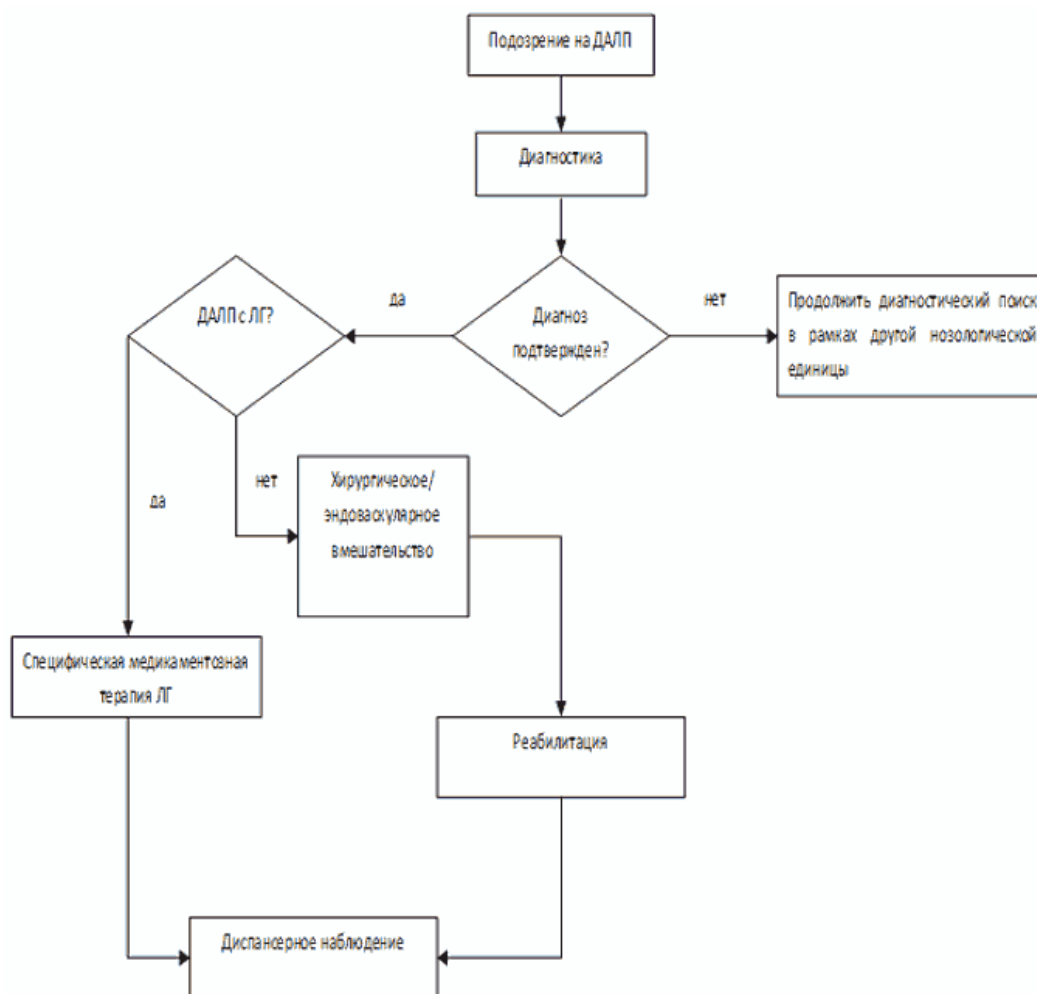 Подозрение на ДАЛП
Диагностика
ДАЛП с ЛГ?
да
Диагноз
подтвержден?
нет
Продолжить диагностический поиск
в рамках другой нозологической
единицы
да
нет
Хирургическое/
эндоваскулярное
вмешательство
Специфическая медикаментозная
терапия ЛГ
Реабилитация
Диспансерное наблюдение